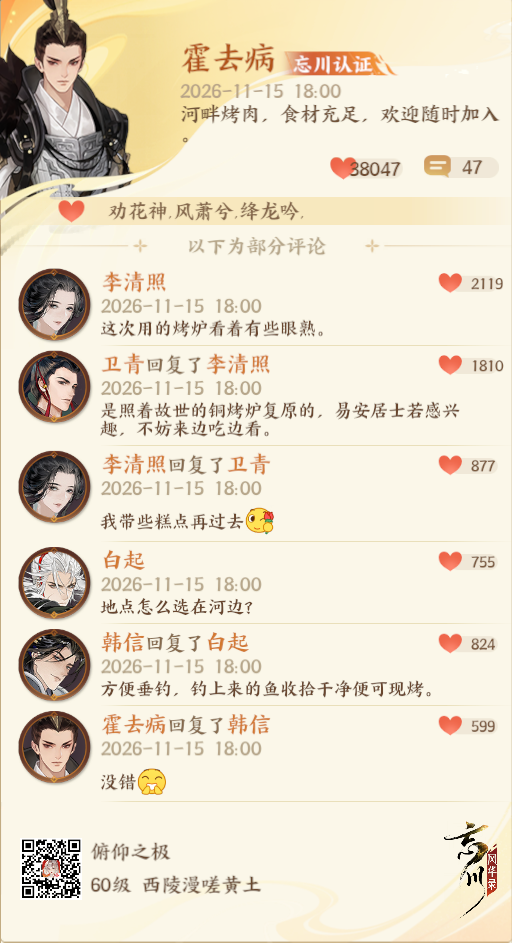 霍去病 忘川认证
2026-11-15 18:00
河畔烤肉，食材充足，欢迎随时加入
。
38047 47
劝花神,风萧兮,绛龙吟,
以下为部分评论
李清照 2119
2026-11-15 18:00
这次用的烤炉看着有些眼熟。
卫青回复了李清照 1810
2026-11-15 18:00
是照着故世的铜烤炉复原的，易安居士若感兴
趣，不妨来边吃边看。
李清照回复了卫青 877
2026-11-15 18:00
我带些糕点再过去
白起 755
2026-11-15 18:00
地点怎么选在河边？
韩信回复了白起 824
2026-11-15 18:00
方便垂钓，钓上来的鱼收拾干净便可现烤。
霍去病回复了韩信 599
2026-11-15 18:00
没错
俯仰之极
60级 西陵漫嗟黄土
忘川
风华录